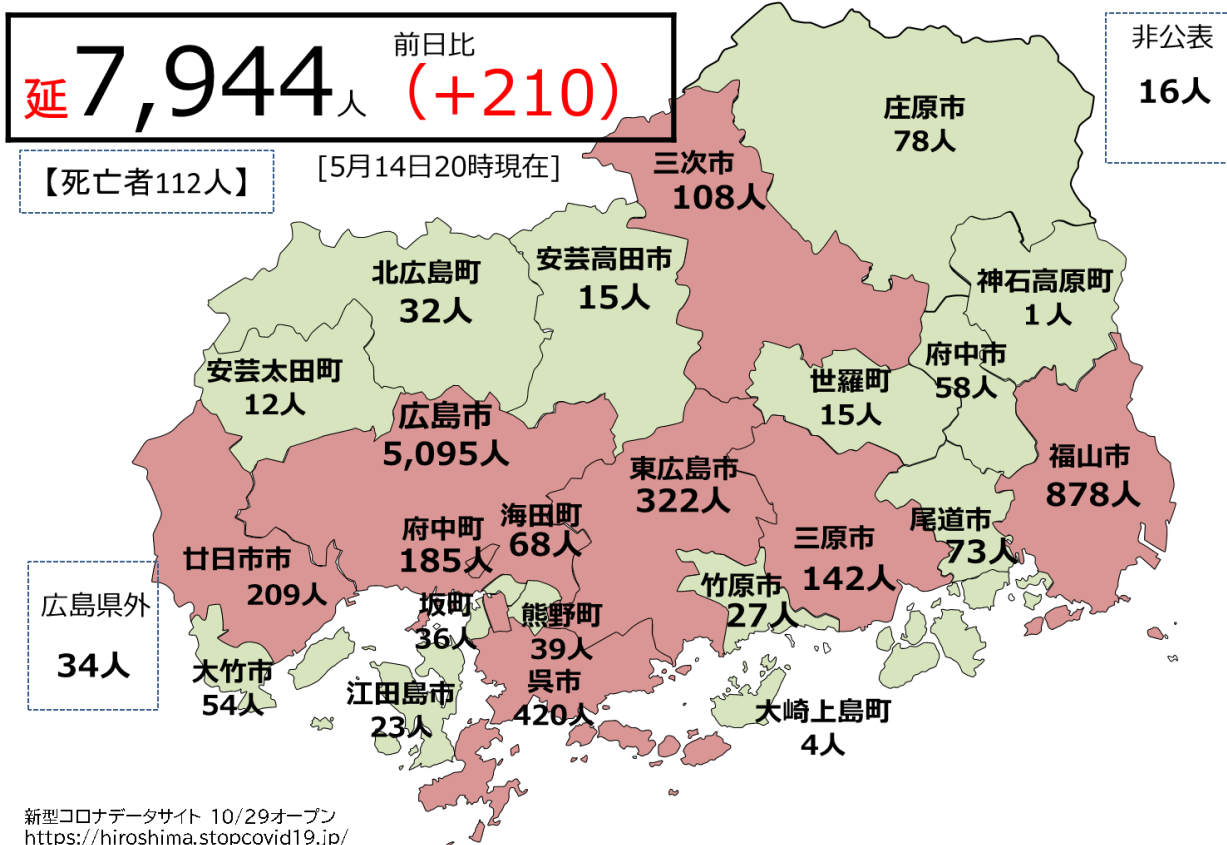 延7,944人
前日比
（+210）
非公表
16人
【死亡者112人】
[5月14日20時現在]
庄原市
78人
三次市
108人
安芸高田市
15人
北広島町
32人
神石高原町
1人
安芸太田町
12人
府中市
58人
世羅町
15人
広島市
5,095人
東広島市
322人
福山市
878人
海田町
68人
府中町
185人
尾道市
73人
三原市
142人
廿日市市
209人
竹原市
27人
坂町
36人
熊野町
39人
広島県外
34人
大竹市
54人
江田島市
23人
呉市
420人
大崎上島町
4人
新型コロナデータサイト 10/29オープン
https://hiroshima.stopcovid19.jp/